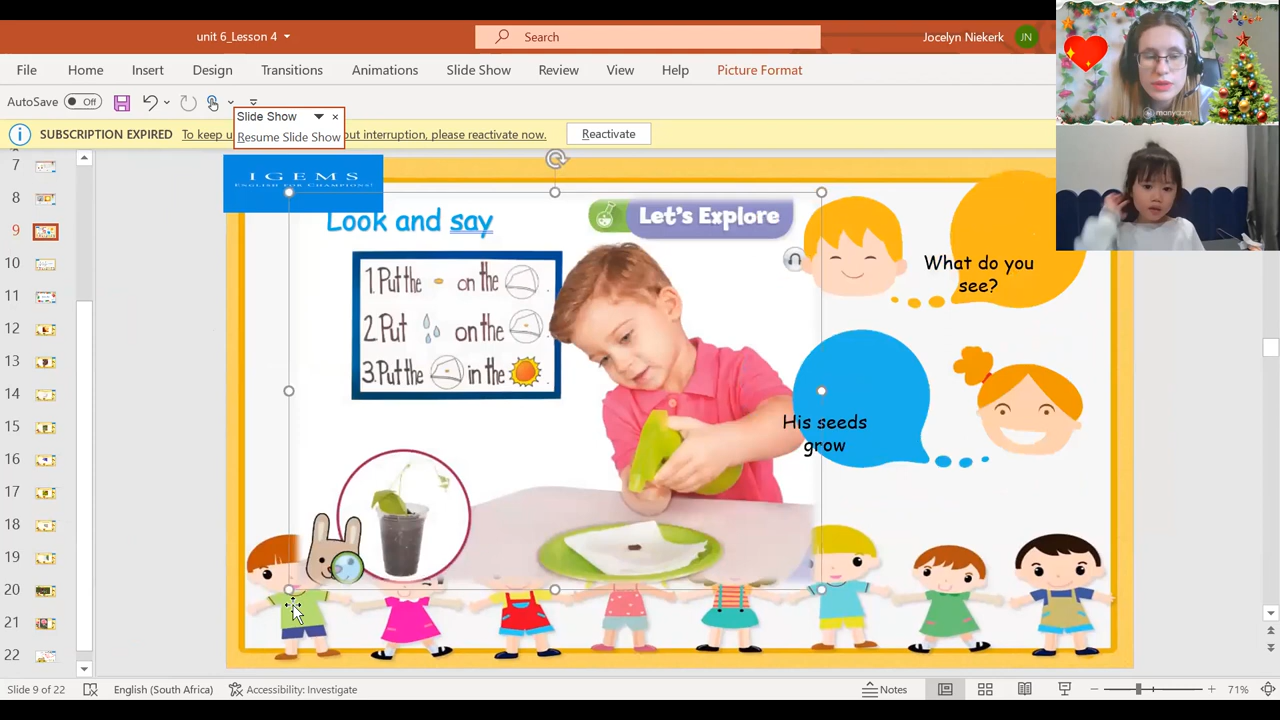 unit 6_Lesson 4
Search
Jocelyn Niekerk
JN
File Home Insert Design Transitions Animations Slide Show Review View Help Picture Format
AutoSave Off
Slide Show
Resume Slide Show
SUBSCRIPTION EXPIRED To keep u out interruption, please reactivate now. Reactivate
manycam
7
8
9
10
11
12
13
14
15
16
17
18
19
20
21
22
IGEMS
ENGLISH FOR CHAMPIONS!
Look and say
Let's Explore
1. Put the on the .
2. Put on the .
3. Put the in the .
What do you
see?
His seeds
grow
Slide 9 of 22 English (South Africa) Accessibility: Investigate Notes 71%